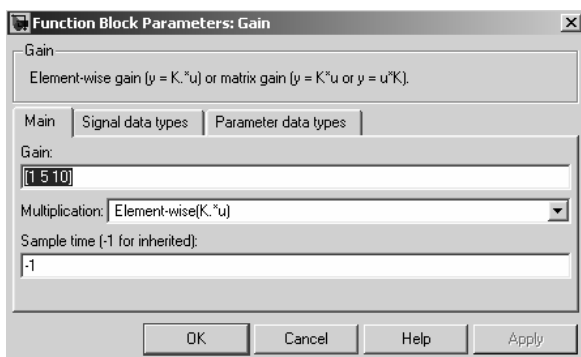 Function Block Parameters: Gain
Gain
Element-wise gain (y = K.*u) or matrix gain (y = K*u or y = u*K).
Main Signal data types Parameter data types
Gain:
[1 5 10]
Multiplication: Element-wise(K.*u)
Sample time (-1 for inherited):
-1
OK Cancel Help Apply